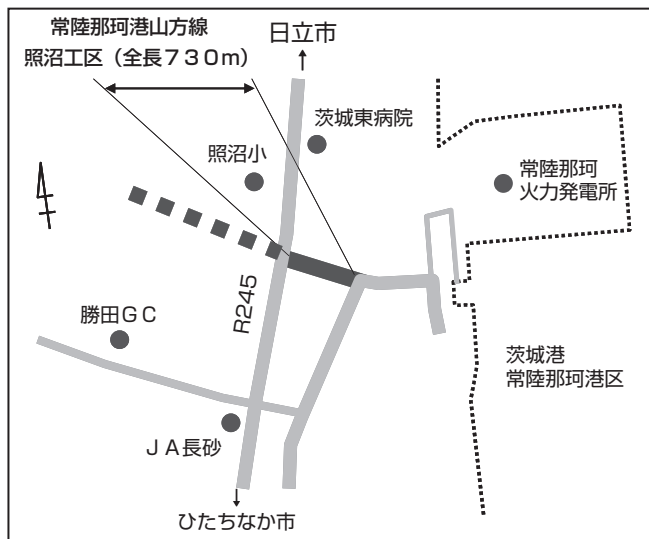 常陸那珂港山方線
照沼工区（全長７３０ｍ）
日立市
茨城東病院
照沼小
常陸那珂
火力発電所
勝田ＧＣ
R245
茨城港
常陸那珂港区
ＪＡ長砂
ひたちなか市